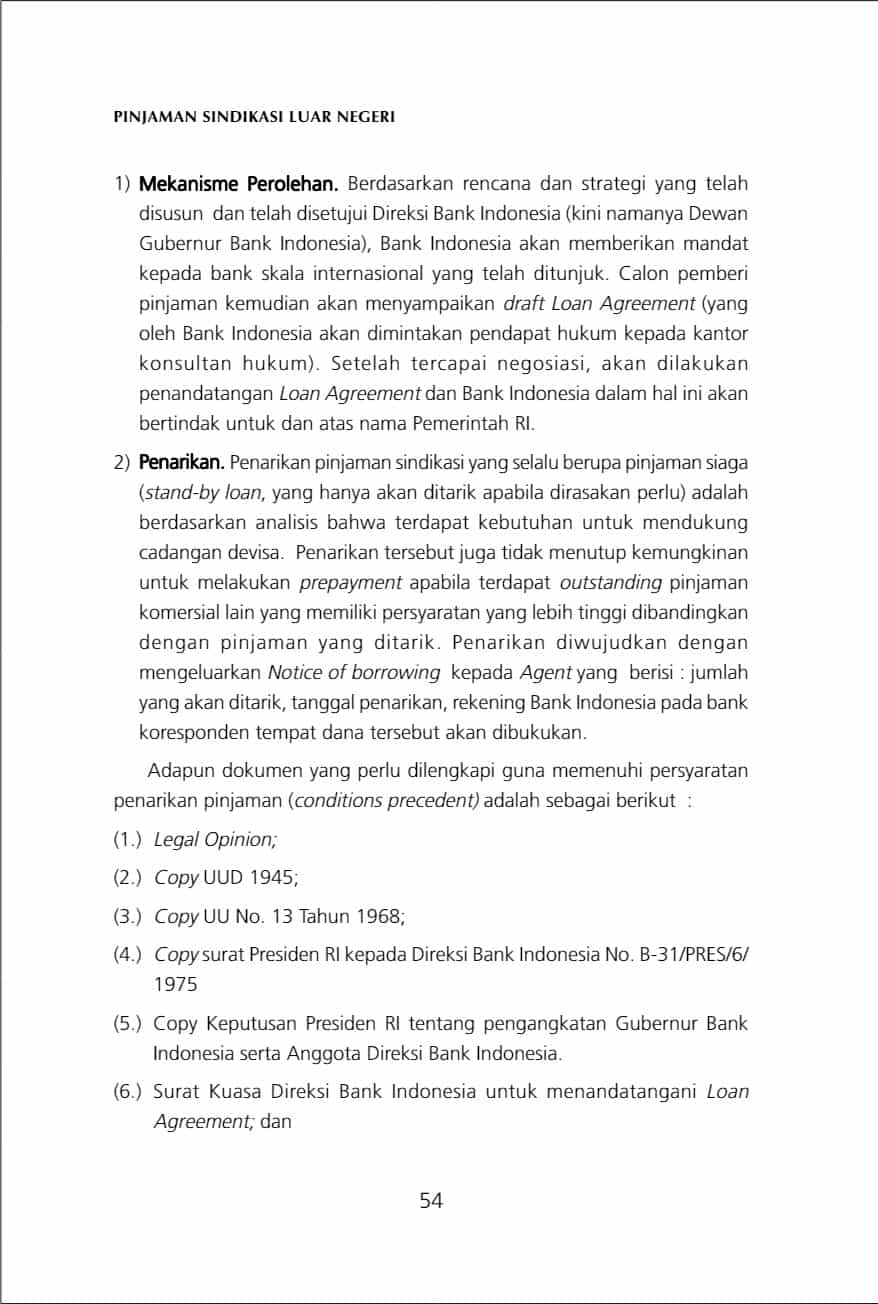 PINJAMAN SINDIKASI LUAR NEGERI
1) Mekanisme Perolehan. Berdasarkan rencana dan strategi yang telah
disusun dan telah disetujui Direksi Bank Indonesia (kini namanya Dewan
Gubernur Bank Indonesia), Bank Indonesia akan memberikan mandat
kepada bank skala internasional yang telah ditunjuk. Calon pemberi
pinjaman kemudian akan menyampaikan draft Loan Agreement (yang
oleh Bank Indonesia akan dimintakan pendapat hukum kepada kantor
konsultan hukum). Setelah tercapai negosiasi, akan dilakukan
penandatangan Loan Agreement dan Bank Indonesia dalam hal ini akan
bertindak untuk dan atas nama Pemerintah RI.
2) Penarikan. Penarikan pinjaman sindikasi yang selalu berupa pinjaman siaga
(stand-by loan, yang hanya akan ditarik apabila dirasakan perlu) adalah
berdasarkan analisis bahwa terdapat kebutuhan untuk mendukung
cadangan devisa. Penarikan tersebut juga tidak menutup kemungkinan
untuk melakukan prepayment apabila terdapat outstanding pinjaman
komersial lain yang memiliki persyaratan yang lebih tinggi dibandingkan
dengan pinjaman yang ditarik. Penarikan diwujudkan dengan
mengeluarkan Notice of borrowing kepada Agent yang berisi : jumlah
yang akan ditarik, tanggal penarikan, rekening Bank Indonesia pada bank
koresponden tempat dana tersebut akan dibukukan.
Adapun dokumen yang perlu dilengkapi guna memenuhi persyaratan
penarikan pinjaman (conditions precedent) adalah sebagai berikut :
(1.) Legal Opinion;
(2.) Copy UUD 1945;
(3.) Copy UU No. 13 Tahun 1968;
(4.) Copy surat Presiden RI kepada Direksi Bank Indonesia No. B-31/PRES/6/
1975
(5.) Copy Keputusan Presiden RI tentang pengangkatan Gubernur Bank
Indonesia serta Anggota Direksi Bank Indonesia.
(6.) Surat Kuasa Direksi Bank Indonesia untuk menandatangani Loan
Agreement; dan
54